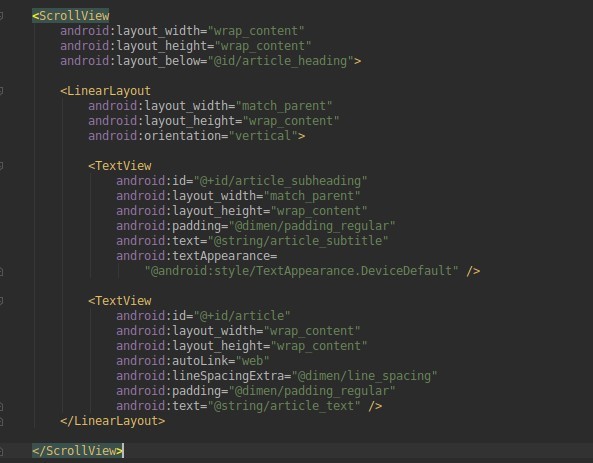 <ScrollView
android:layout_width="wrap_content"
android:layout_height="wrap_content"
android:layout_below="@id/article_heading">
<LinearLayout
android:layout_width="match_parent"
android:layout_height="wrap_content"
android:orientation="vertical">
<TextView
android:id="@+id/article_subheading"
android:layout_width="match_parent"
android:layout_height="wrap_content"
android:padding="@dimen/padding_regular"
android:text="@string/article_subtitle"
android:textAppearance=
"@android:style/TextAppearance.DeviceDefault" />
<TextView
android:id="@+id/article"
android:layout_width="wrap_content"
android:layout_height="wrap_content"
android:autoLink="web"
android:lineSpacingExtra="@dimen/line_spacing"
android:padding="@dimen/padding_regular"
android:text="@string/article_text" />
</LinearLayout>
</ScrollView>